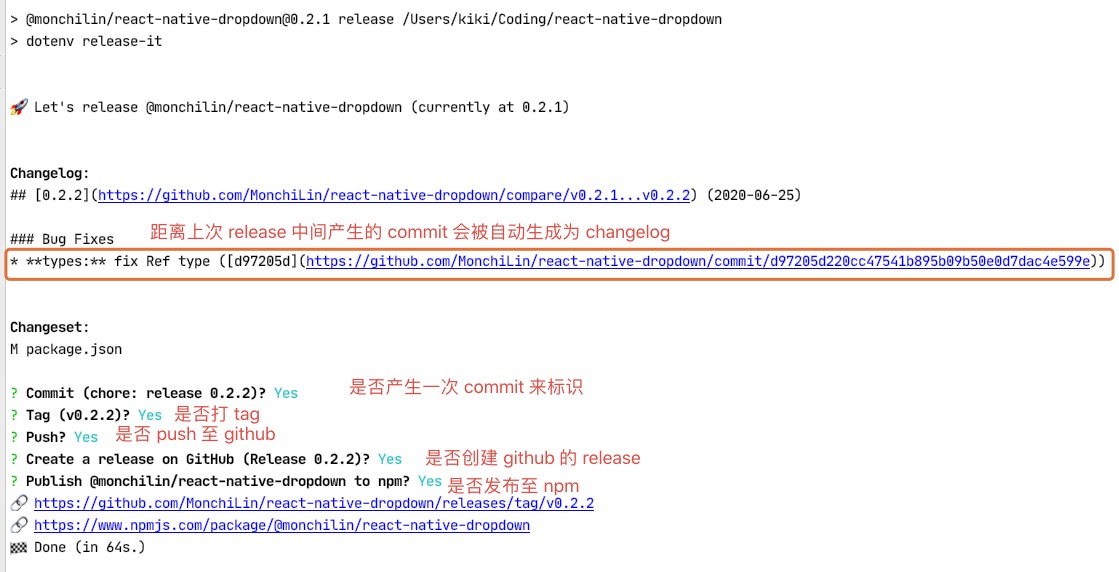 > @monchilin/react-native-dropdown@0.2.1 release /Users/kiki/Coding/react-native-dropdown
> dotenv release-it
🚀 Let's release @monchilin/react-native-dropdown (currently at 0.2.1)
Changelog:
## [0.2.2](https://github.com/MonchiLin/react-native-dropdown/compare/v0.2.1...v0.2.2) (2020-06-25)
### Bug Fixes 距离上次 release 中间产生的 commit 会被自动生成为 changelog
* **types:** fix Ref type ([d97205d](https://github.com/MonchiLin/react-native-dropdown/commit/d97205d220cc47541b895b09b50e0d7dac4e599e))
Changeset:
M package.json
? Commit (chore: release 0.2.2)? Yes 是否产生一次 commit 来标识
? Tag (v0.2.2)? Yes 是否打 tag
? Push? Yes 是否 push 至 github
? Create a release on GitHub (Release 0.2.2)? Yes 是否创建 github 的 release
? Publish @monchilin/react-native-dropdown to npm? Yes 是否发布至 npm
🔗 https://github.com/MonchiLin/react-native-dropdown/releases/tag/v0.2.2
🔗 https://www.npmjs.com/package/@monchilin/react-native-dropdown
🏁 Done (in 64s.)